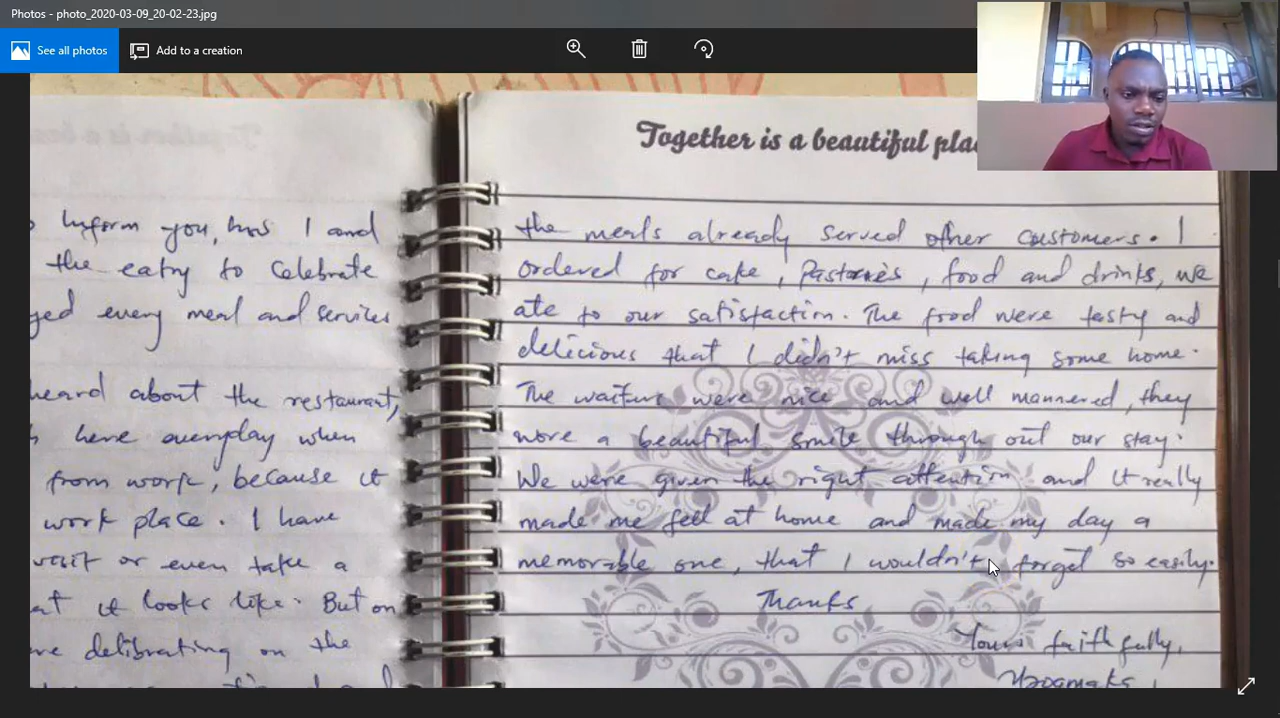 Photos - photo_2020-03-09_20-02-23.jpg
See all photos
Add to a creation
Together is a beautiful
inform you, has I and
the eatry to celebrate
every meal and services
heard about the restaurant,
here everyday when
from work, because it
work place. I have
visit or even take a
at it looks like. But on
delibrating on the
the meals already served other customers. I
ordered for cake, Pastories, food and drinks, we
ate to our satisfaction. The food were tasty and
delicious that I didn't miss taking some home.
The waiters were nice and well mannered, they
wore a beautiful smile through out our stay.
We were given the right attention and it really
made me feel at home and made my day a
memorable one, that I wouldn't forget so easily.
Thanks
Yours faithfully,